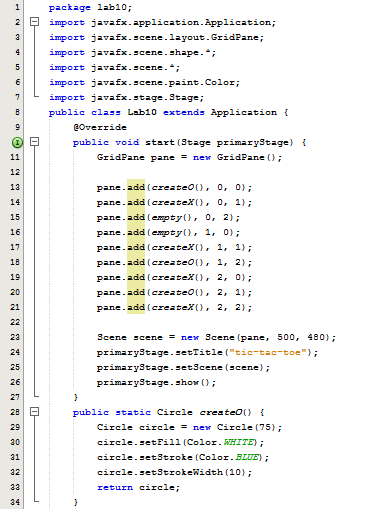 1 package lab10;
2 import javafx.application.Application;
3 import javafx.scene.layout.GridPane;
4 import javafx.scene.shape.*;
5 import javafx.scene.*;
6 import javafx.scene.paint.Color;
7 import javafx.stage.Stage;
8 public class Lab10 extends Application {
9 @Override
public void start(Stage primaryStage) {
11 GridPane pane = new GridPane();
12
13 pane.add(createO(), 0, 0);
14 pane.add(createX(), 0, 1);
15 pane.add(empty(), 0, 2);
16 pane.add(empty(), 1, 0);
17 pane.add(createX(), 1, 1);
18 pane.add(createO(), 1, 2);
19 pane.add(createX(), 2, 0);
20 pane.add(createO(), 2, 1);
21 pane.add(createX(), 2, 2);
22
23 Scene scene = new Scene(pane, 500, 480);
24 primaryStage.setTitle("tic-tac-toe");
25 primaryStage.setScene(scene);
26 primaryStage.show();
27 }
28 public static Circle createO() {
29 Circle circle = new Circle(75);
30 circle.setFill(Color.WHITE);
31 circle.setStroke(Color.BLUE);
32 circle.setStrokeWidth(10);
33 return circle;
34 }